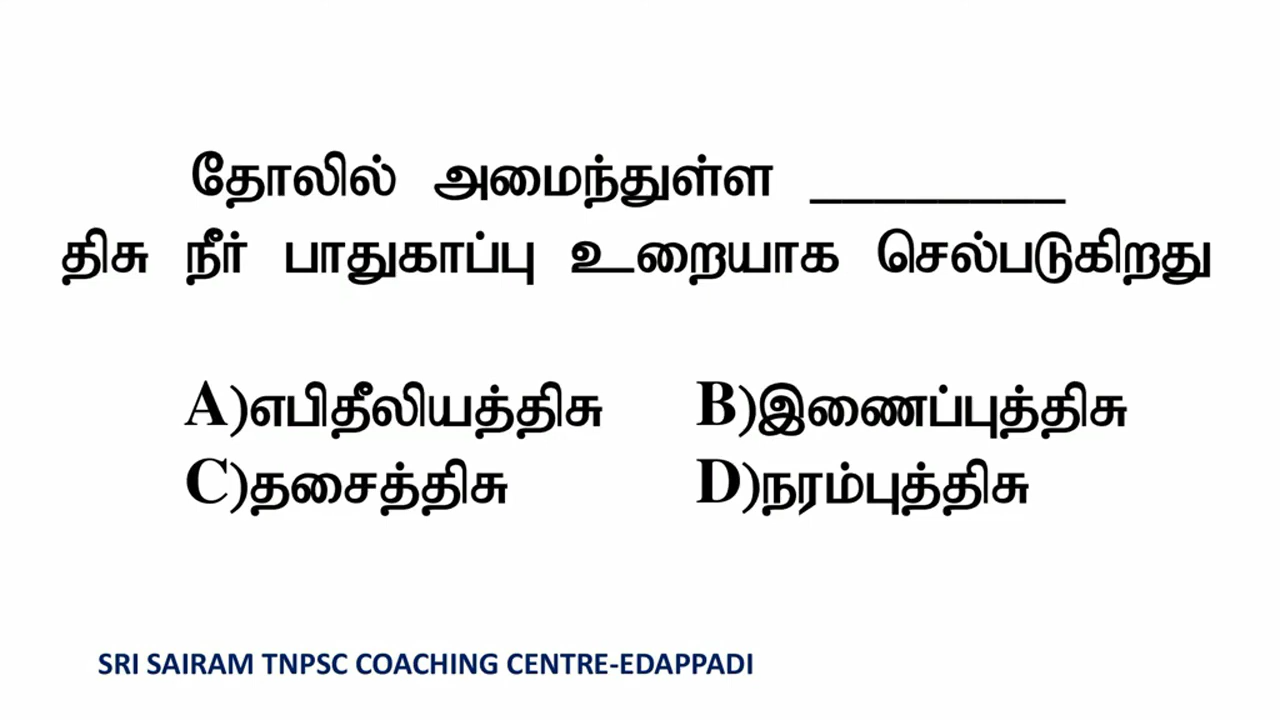 தோலில் அமைந்துள்ள ________
திசு நீர் பாதுகாப்பு உறையாக செல்படுகிறது
A)எபிதீலியத்திசு B)இணைப்புத்திசு
C)தசைத்திசு D)நரம்புத்திசு
SRI SAIRAM TNPSC COACHING CENTRE-EDAPPADI